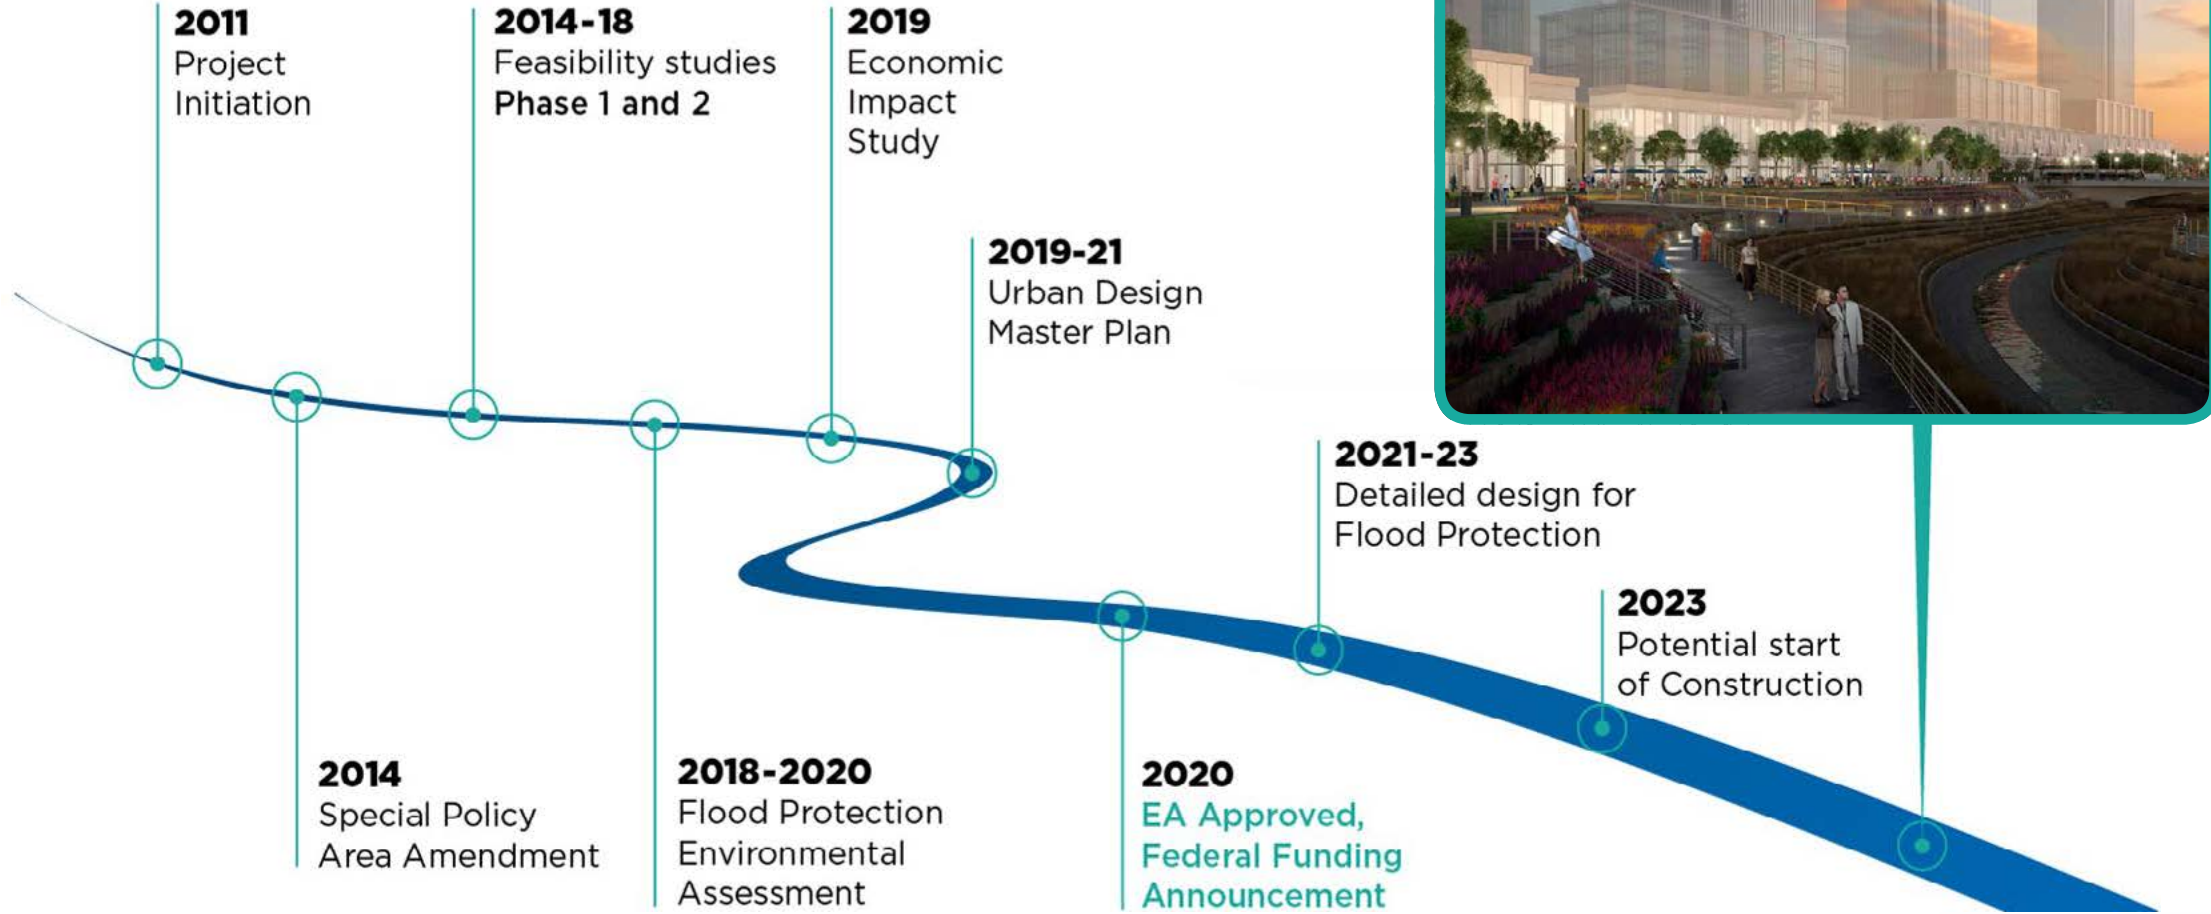 2011
Project
Initiation
2014
Special Policy
Area Amendment
2014-18
Feasibility studies
Phase 1 and 2
2018-2020
Flood Protection
Environmental
Assessment
2019
Economic
Impact
Study
2019-21
Urban Design
Master Plan
2020
EA Approved,
Federal Funding
Announcement
2021-23
Detailed design for
Flood Protection
2023
Potential start
of Construction